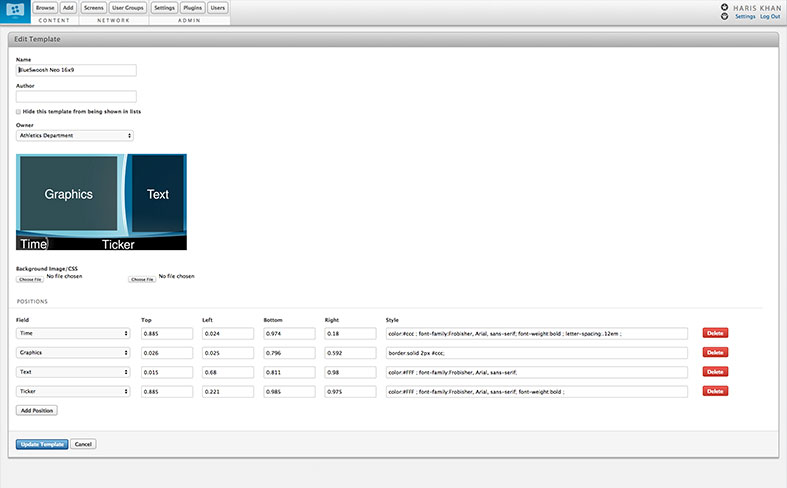 Browse Add Screens User Groups Settings Plugins Users
CONTENT NETWORK ADMIN
HARIS KHAN
Settings Log Out
Edit Template
Name
BlueSwoosh Neo 16x9
Author
Hide this template from being shown in lists
Owner
Athletics Department
Graphics Text
Time Ticker
Background Image/CSS
Choose File No file chosen Choose File No file chosen
POSITIONS
Field Top Left Bottom Right Style
Time 0.885 0.024 0.974 0.18 color:#ccc ; font-family:Frobisher, Arial, sans-serif; font-weight:bold ; letter-spacing:.12em ; Delete
Graphics 0.026 0.025 0.796 0.592 border:solid 2px #ccc; Delete
Text 0.015 0.68 0.811 0.98 color:#FFF ; font-family:Frobisher, Arial, sans-serif; Delete
Ticker 0.885 0.221 0.985 0.975 color:#FFF ; font-family:Frobisher, Arial, sans-serif; font-weight:bold ; Delete
Add Position
Update Template Cancel